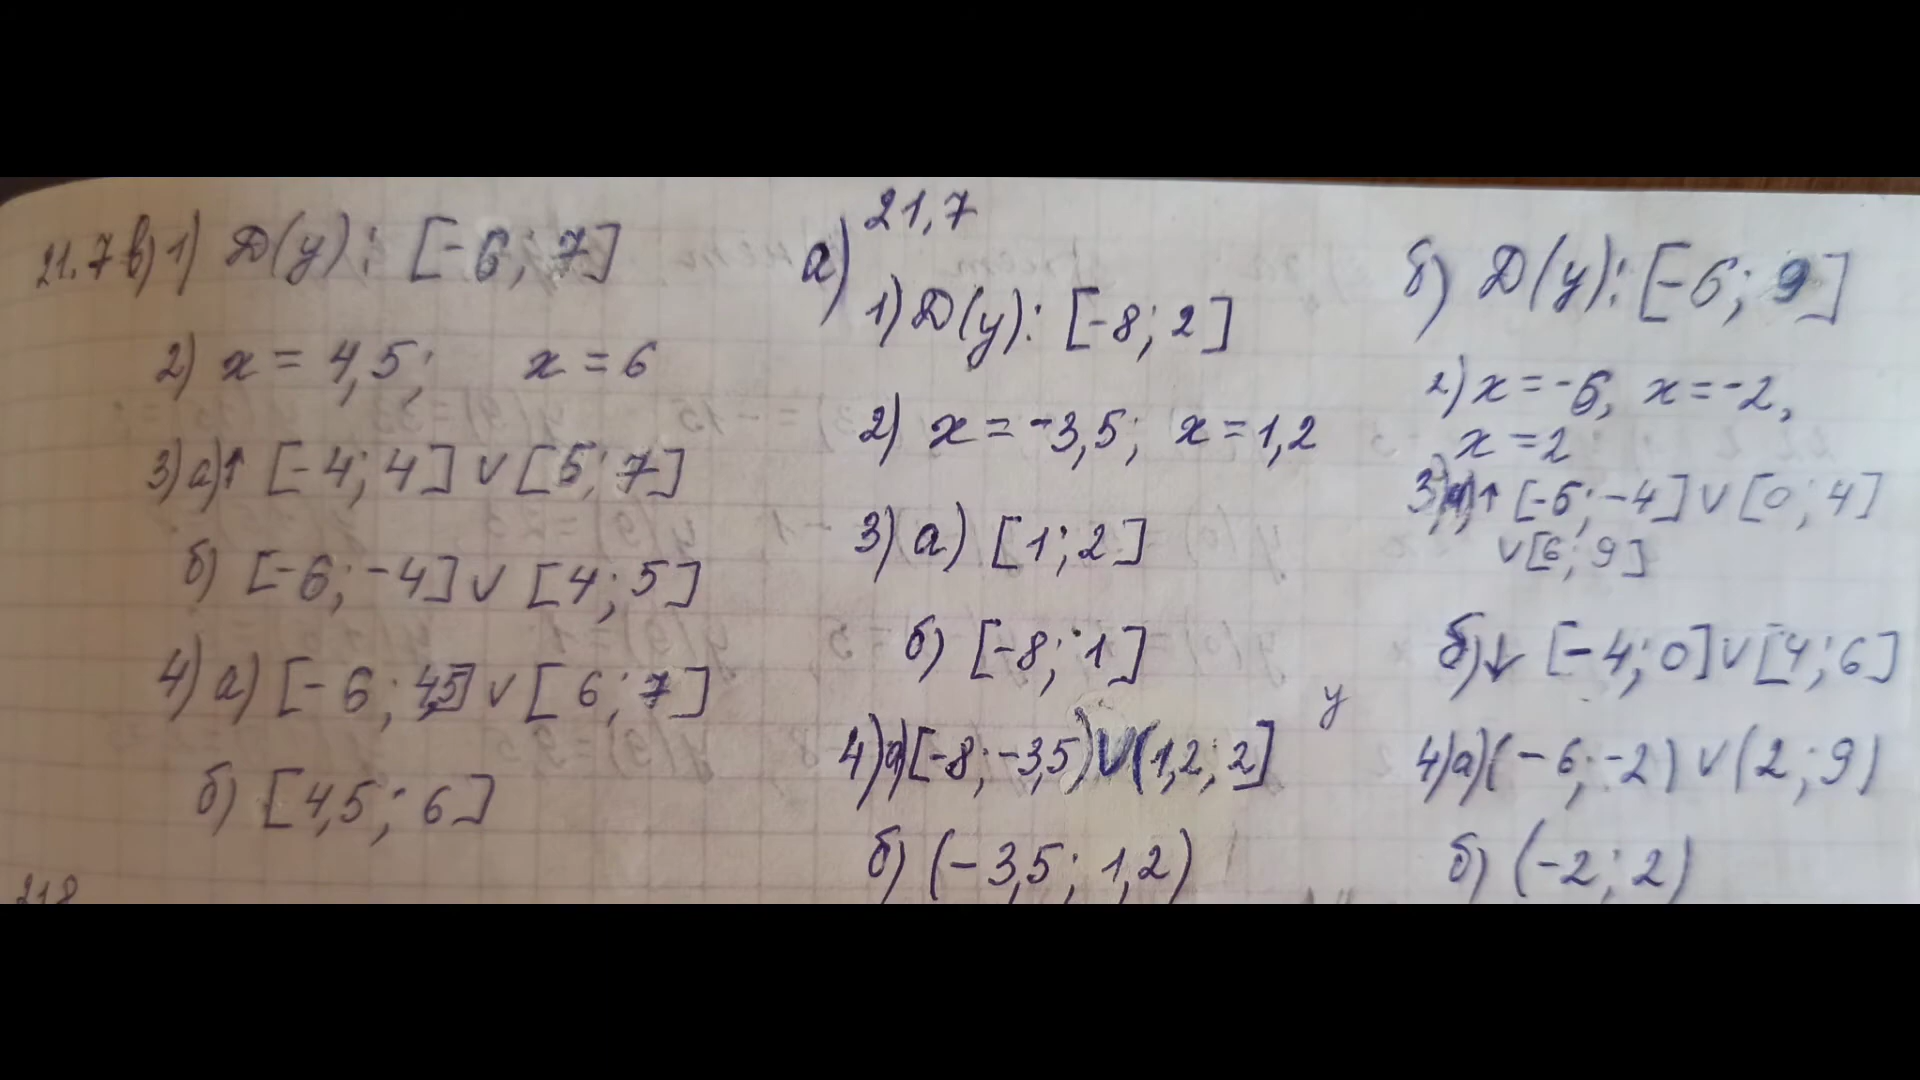 21.7 в) 1) D(y): [-6; 7]
2) x = 4,5; x = 6
3) а)↑ [-4; 4] ∨ [5; 7]
б) [-6; -4] ∨ [4; 5]
4) а) [-6; 4,5] ∨ [6; 7]
б) [4,5; 6]
218
21,7
а)
1) D(y): [-8; 2]
2) x = -3,5; x = 1,2
3) а) [1; 2]
б) [-8; 1]
4) а) [-8; -3,5) ∪ (1,2; 2]
б) (-3,5; 1,2)
y
б) D(y): [-6; 9]
2) x = -6, x = -2,
x = 2
3) ↑ [-6; -4] ∨ [0; 4]
∨ [6; 9]
б)↓ [-4; 0] ∨ [4; 6]
4) а) (-6; -2) ∨ (2; 9)
б) (-2; 2)